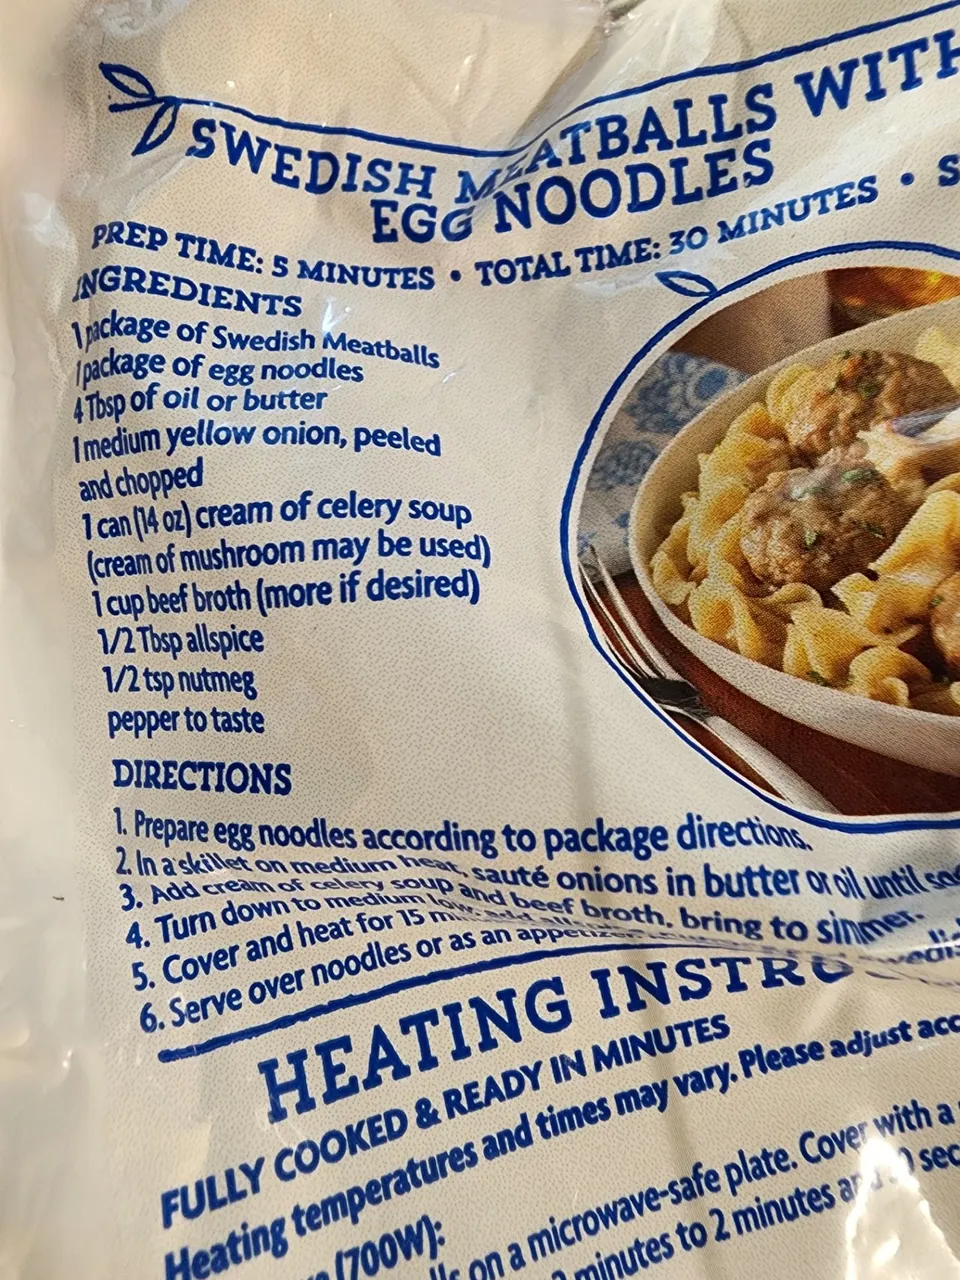 SWEDISH MEATBALLS WITH
EGG NOODLES
PREP TIME: 5 MINUTES • TOTAL TIME: 30 MINUTES • S
INGREDIENTS
1 package of Swedish Meatballs
1 package of egg noodles
4 Tbsp of oil or butter
1 medium yellow onion, peeled
and chopped
1 can (14 oz) cream of celery soup
(cream of mushroom may be used)
1 cup beef broth (more if desired)
1/2 Tbsp allspice
1/2 tsp nutmeg
pepper to taste
DIRECTIONS
1. Prepare egg noodles according to package directions.
2. In a skillet on medium heat, sauté onions in butter or oil until
3. Add cream of celery soup and beef broth, bring to simmer.
4. Turn down to medium low, add
5. Cover and heat for 15
6. Serve over noodles or as an
HEATING
FULLY COOKED & READY IN MINUTES
Heating temperatures and times may vary. Please adjust
(700W):
on a microwave-safe plate. Cover with a
minutes to 2 minutes and